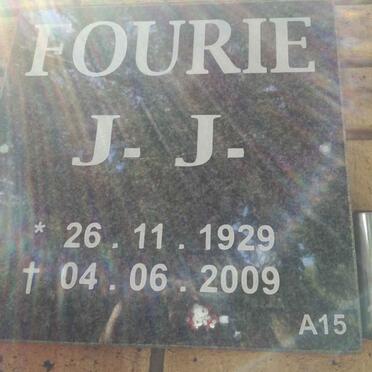 FOURIE
J- J-
* 26 . 11 . 1929
† 04 . 06 . 2009
A15